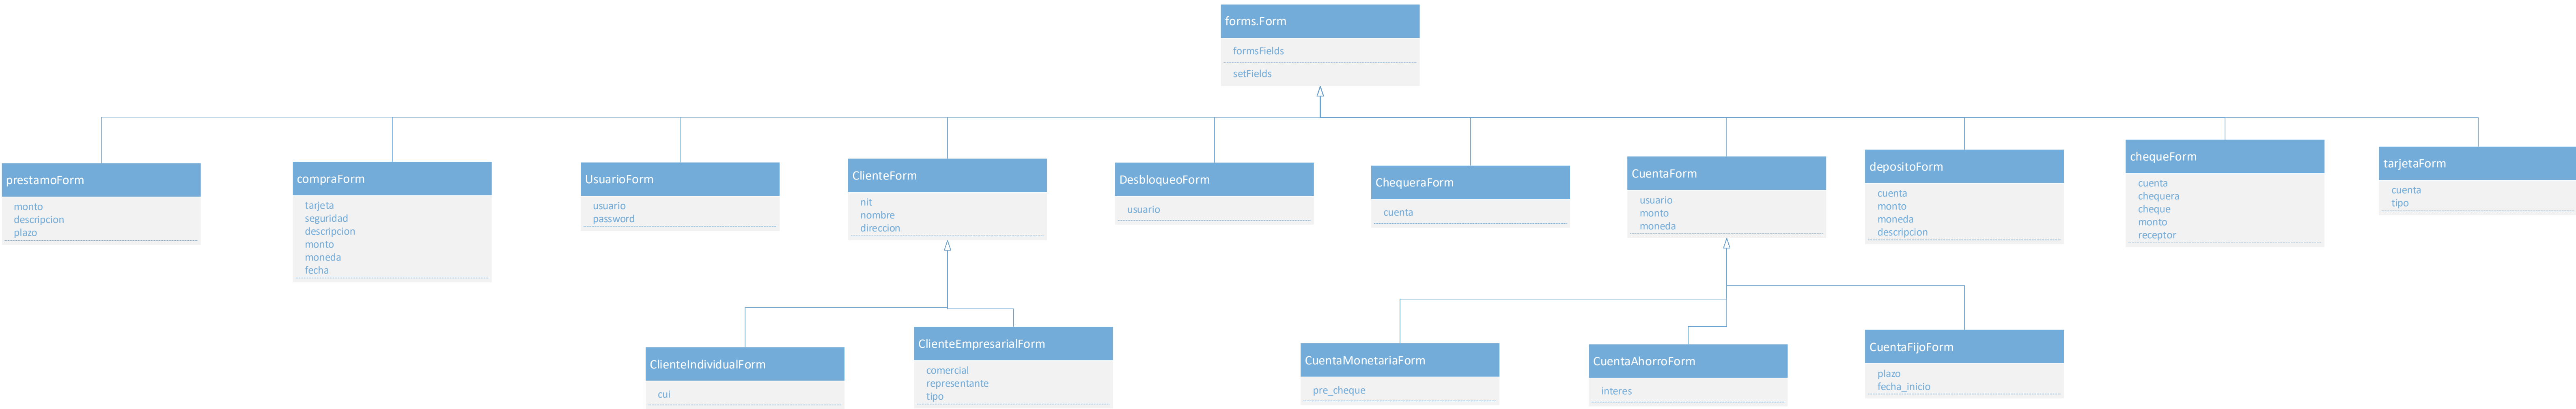 forms.Form
formsFields
setFields
prestamoForm
monto
descripcion
plazo
compraForm
tarjeta
seguridad
descripcion
monto
moneda
fecha
UsuarioForm
usuario
password
ClienteForm
nit
nombre
direccion
DesbloqueoForm
usuario
ChequeraForm
cuenta
CuentaForm
usuario
monto
moneda
depositoForm
cuenta
monto
moneda
descripcion
chequeForm
cuenta
chequera
cheque
monto
receptor
tarjetaForm
cuenta
tipo
ClienteIndividualForm
cui
ClienteEmpresarialForm
comercial
representante
tipo
CuentaMonetariaForm
pre_cheque
CuentaAhorroForm
interes
CuentaFijoForm
plazo
fecha_inicio